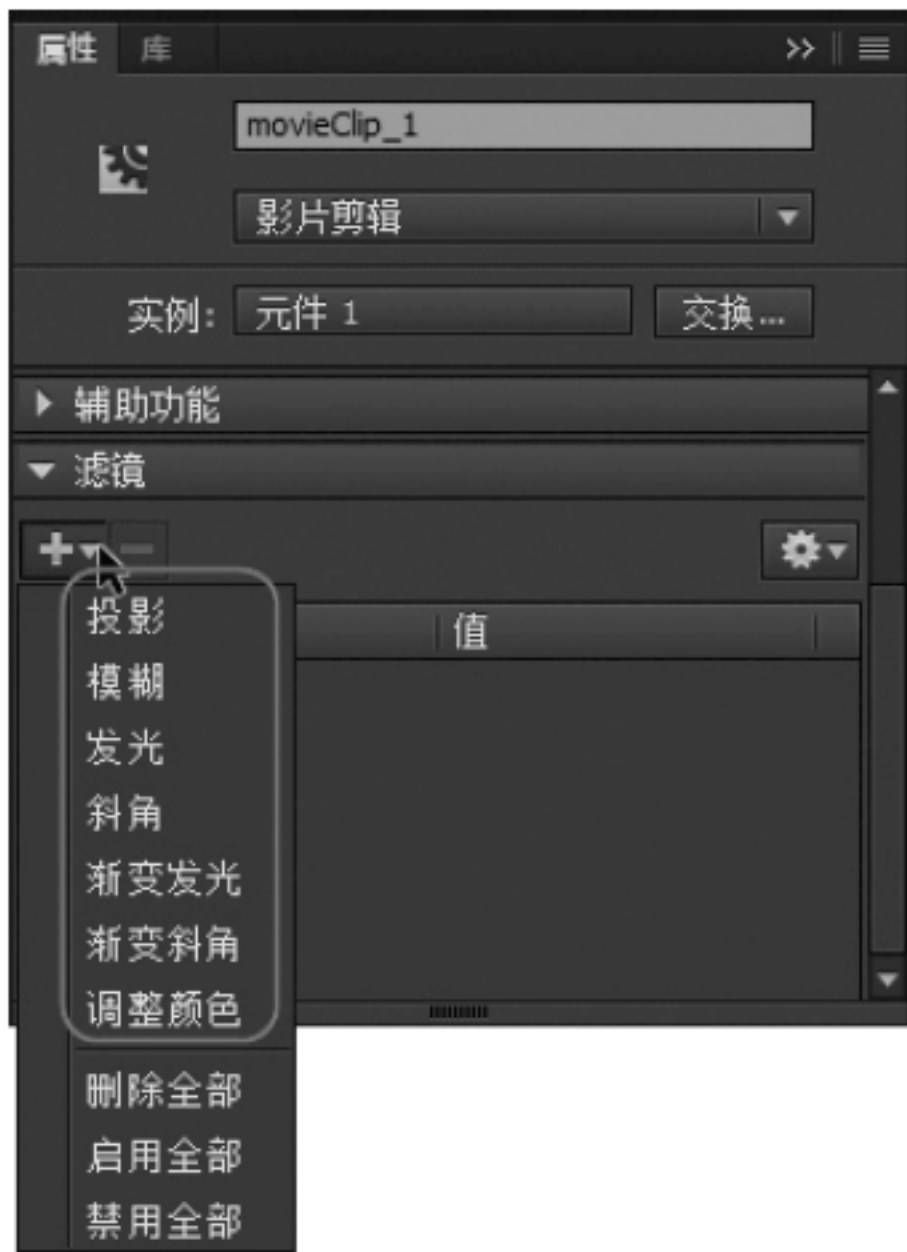 属性 库
movieClip_1
影片剪辑
实例: 元件 1 交换...
辅助功能
滤镜
值
投影
模糊
发光
斜角
渐变发光
渐变斜角
调整颜色
删除全部
启用全部
禁用全部